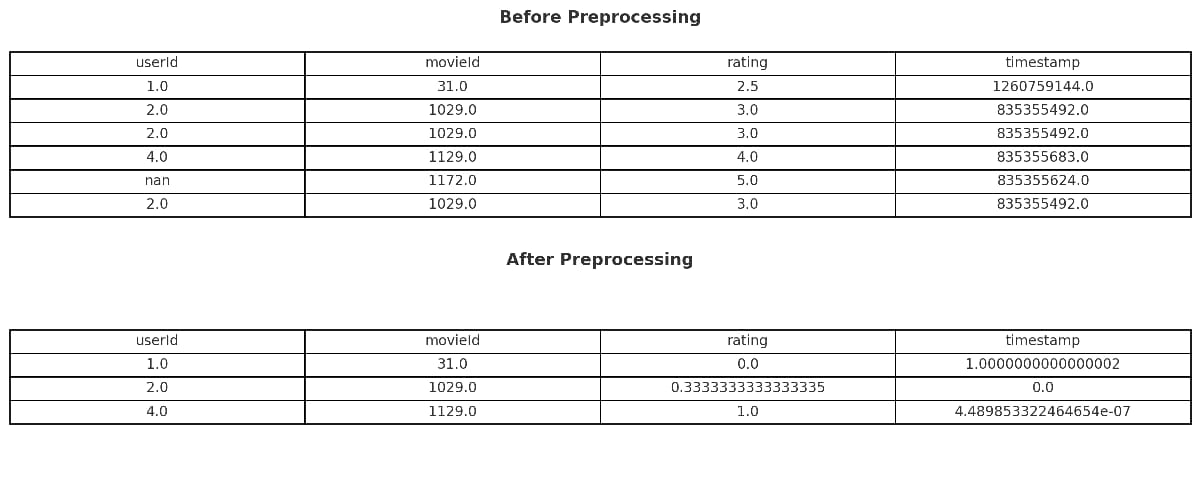 Before Preprocessing
userId movieId rating timestamp
1.0 31.0 2.5 1260759144.0
2.0 1029.0 3.0 835355492.0
2.0 1029.0 3.0 835355492.0
4.0 1129.0 4.0 835355683.0
nan 1172.0 5.0 835355624.0
2.0 1029.0 3.0 835355492.0
After Preprocessing
userId movieId rating timestamp
1.0 31.0 0.0 1.0000000000000002
2.0 1029.0 0.3333333333333335 0.0
4.0 1129.0 1.0 4.489853322464654e-07